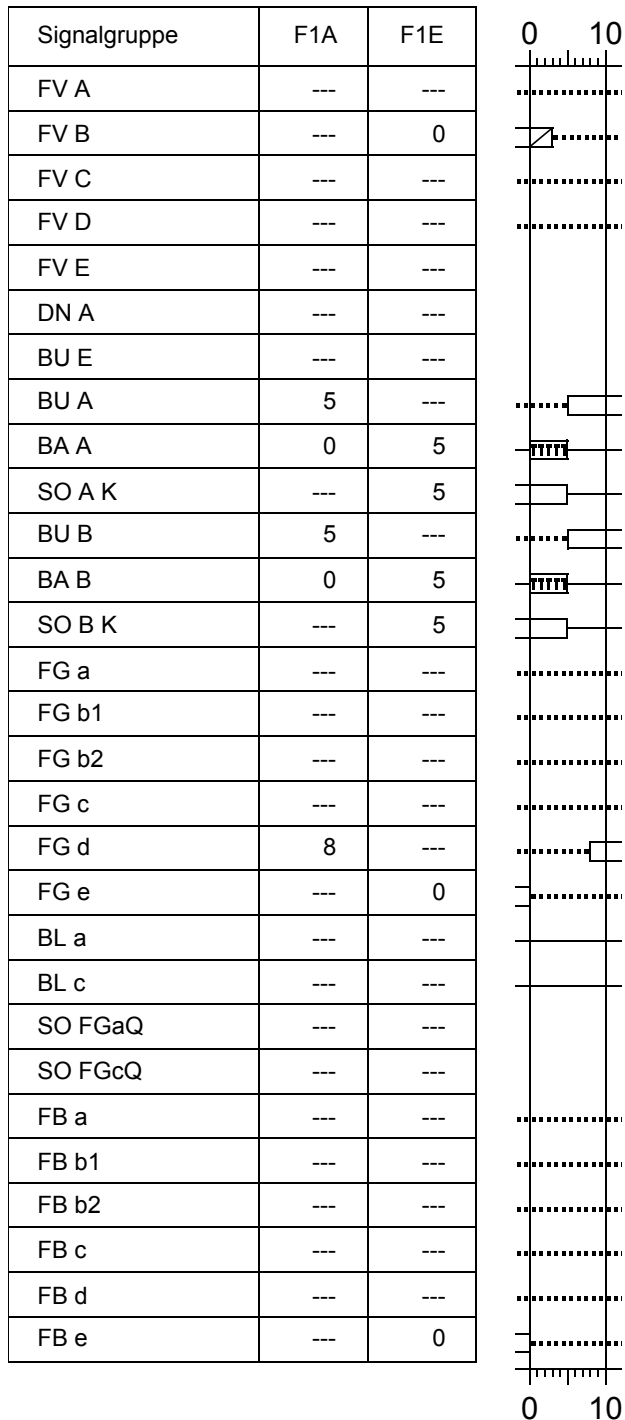 Signalgruppe F1A F1E 0 10
FV A --- ---
FV B --- 0
FV C --- ---
FV D --- ---
FV E --- ---
DN A --- ---
BU E --- ---
BU A 5 ---
BA A 0 5
SO A K --- 5
BU B 5 ---
BA B 0 5
SO B K --- 5
FG a --- ---
FG b1 --- ---
FG b2 --- ---
FG c --- ---
FG d 8 ---
FG e --- 0
BL a --- ---
BL c --- ---
SO FGaQ --- ---
SO FGcQ --- ---
FB a --- ---
FB b1 --- ---
FB b2 --- ---
FB c --- ---
FB d --- ---
FB e --- 0
0 10